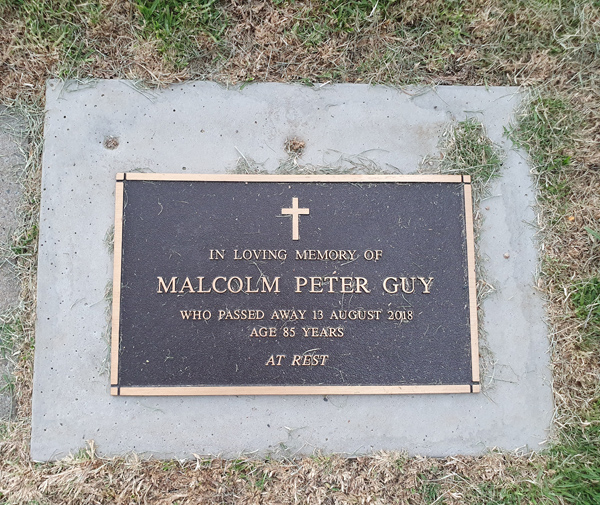 IN LOVING MEMORY OF
MALCOLM PETER GUY
WHO PASSED AWAY 13 AUGUST 2018
AGE 85 YEARS
AT REST